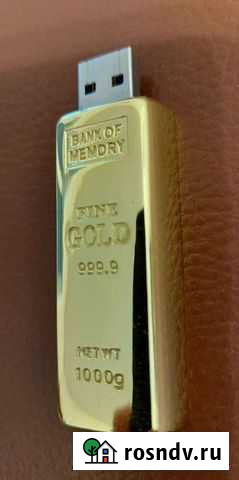 BANK OF
MEMORY
FINE
GOLD
999.9
NET WT
1000g
rosndv.ru